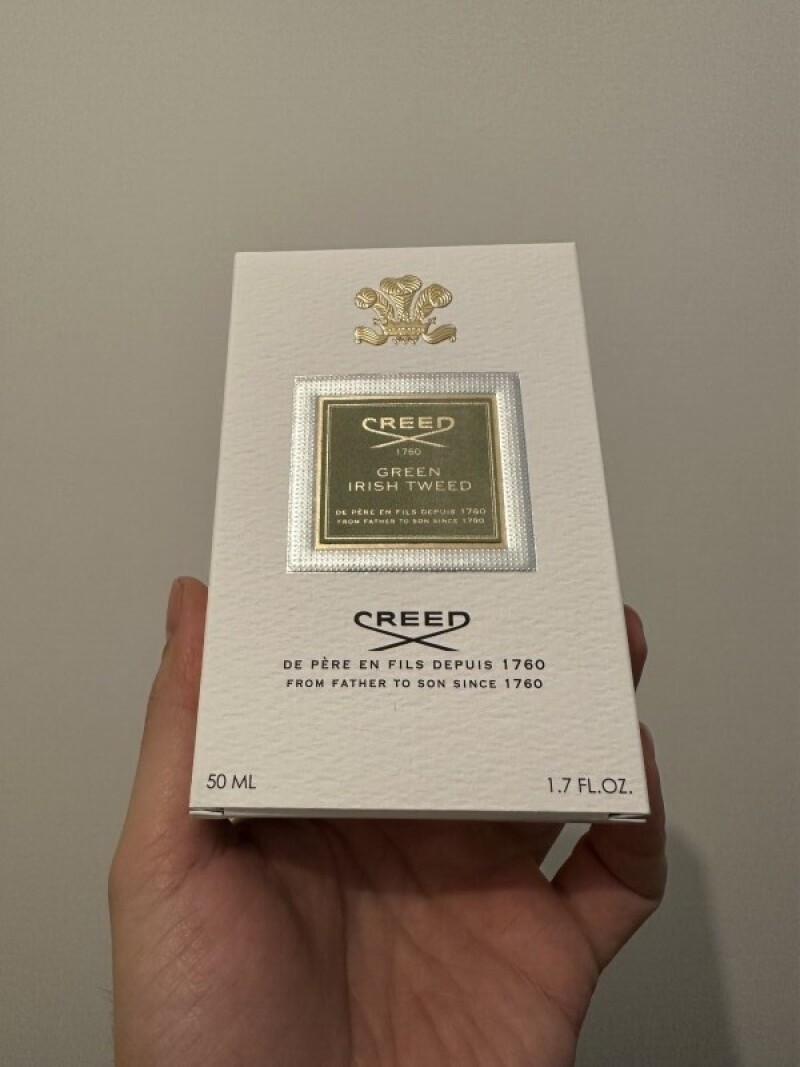 CREED
1760
GREEN
IRISH TWEED
DE PÈRE EN FILS DEPUIS 1760
FROM FATHER TO SON SINCE 1760
CREED
DE PÈRE EN FILS DEPUIS 1760
FROM FATHER TO SON SINCE 1760
50 ML 1.7 FL.OZ.